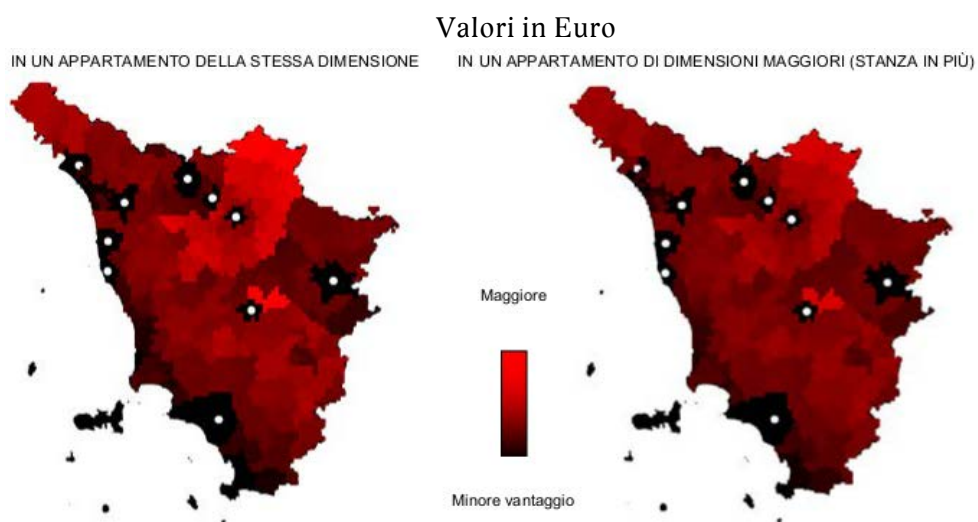 Valori in Euro
IN UN APPARTAMENTO DELLA STESSA DIMENSIONE
IN UN APPARTAMENTO DI DIMENSIONI MAGGIORI (STANZA IN PIÙ)
Maggiore
Minore vantaggio